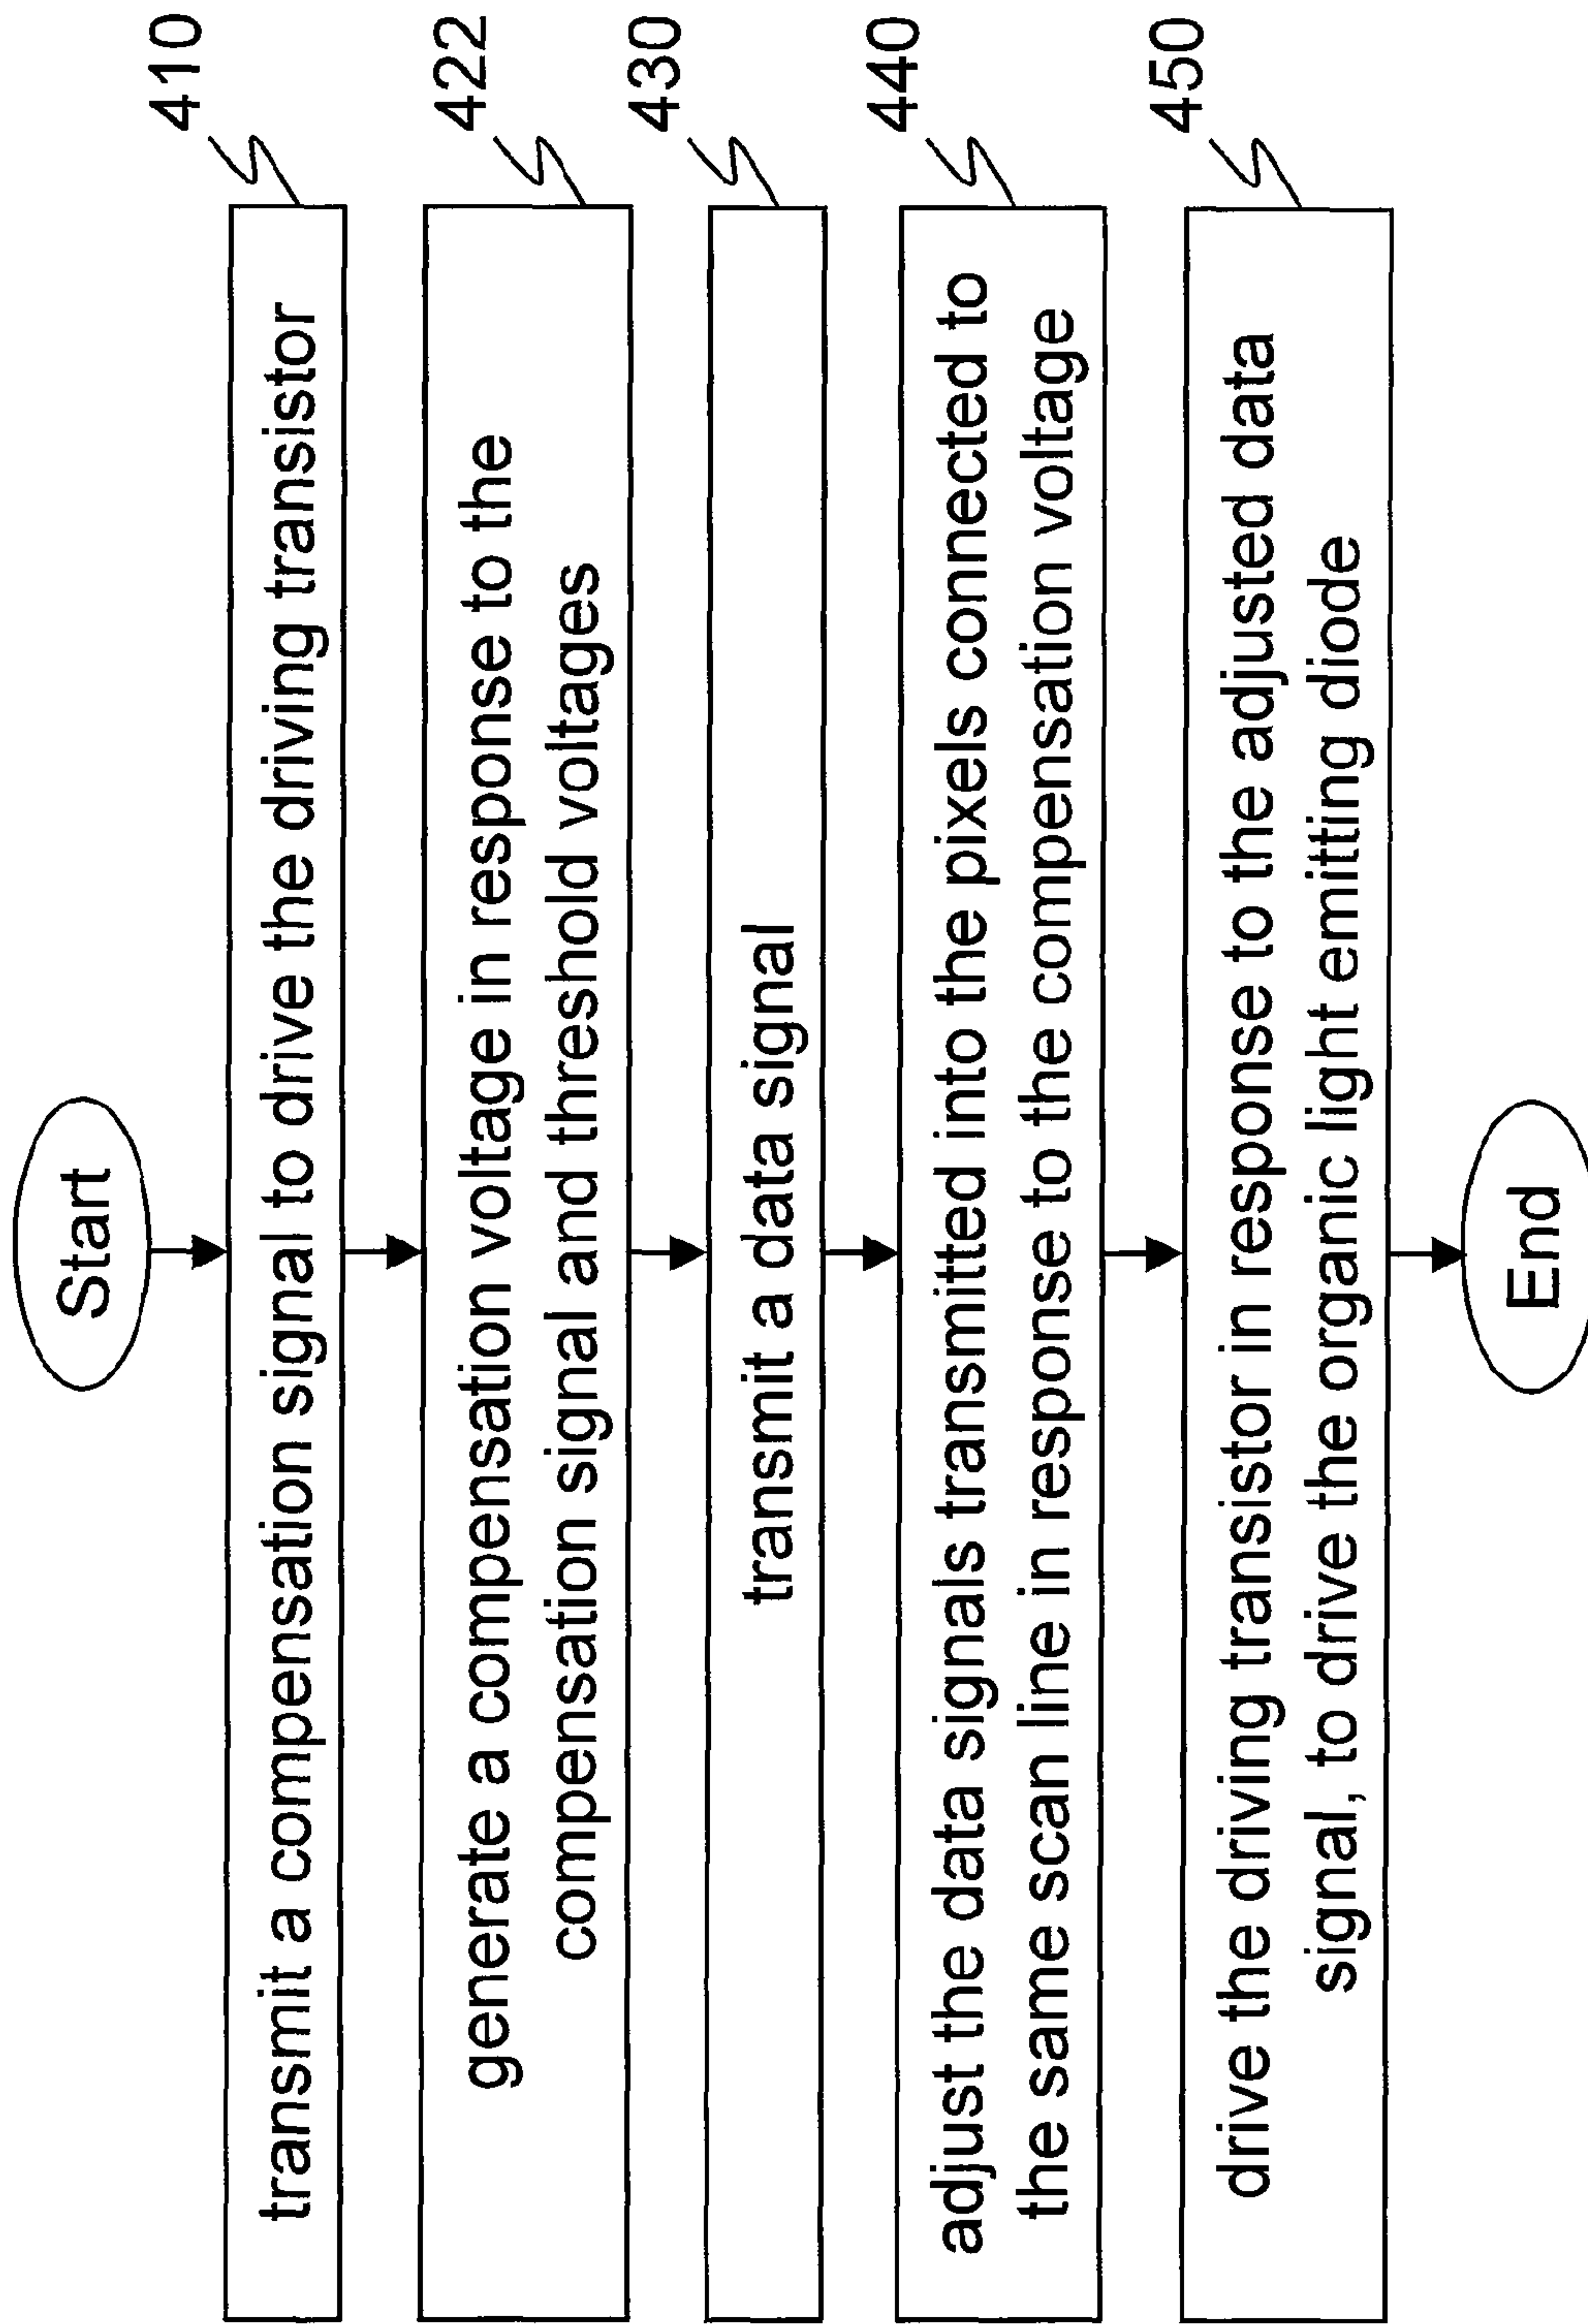 Start
transmit a compensation signal to drive the driving transistor
410
generate a compensation voltage in response to the
compensation signal and threshold voltages
422
transmit a data signal
430
adjust the data signals transmitted into the pixels connected to
the same scan line in response to the compensation voltage
440
drive the driving transistor in response to the adjusted data
signal, to drive the organic light emitting diode
450
End